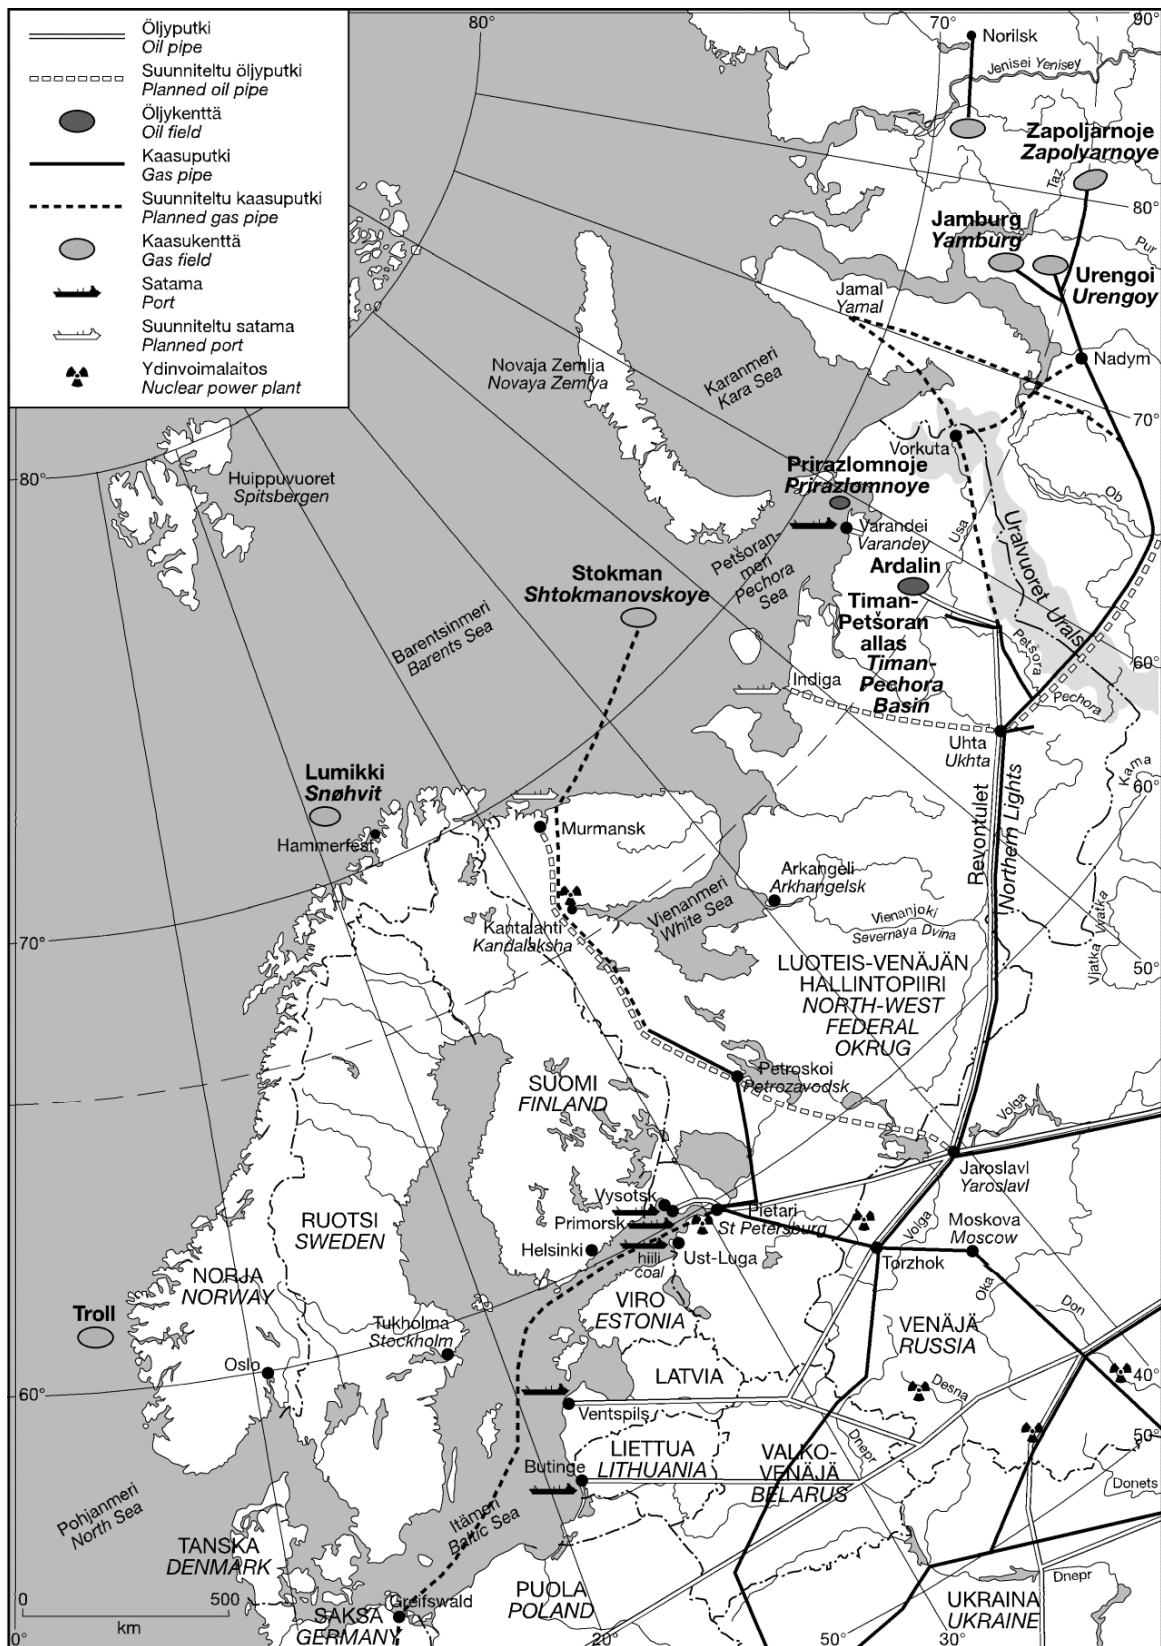 Öljyputki
Oil pipe
Suunniteltu öljyputki
Planned oil pipe
Öljykenttä
Oil field
Kaasuputki
Gas pipe
Suunniteltu kaasuputki
Planned gas pipe
Kaasukenttä
Gas field
Satama
Port
Suunniteltu satama
Planned port
Ydinvoimalaitos
Nuclear power plant
80°
70°
90°
Norilsk
Jenisei Yenisey
Zapoljarnoje
Zapolyarnoye
Taz
80°
Jamburg
Yamburg
Pur
Urengoi
Urengoy
Jamal
Yamal
Nadym
Novaja Zemlja
Novaya Zemlya
Karanmeri
Kara Sea
70°
Vorkuta
80°
Huippuvuoret
Spitsbergen
Prirazlomnoje
Prirazlomnoye
Ob
Varandei
Varandey
Usa
Petšoran-
meri
Pechora
Sea
Uralvuoret Urals
Ardalin
Stokman
Shtokmanovskoye
Timan-
Petšoran
allas
Timan-
Pechora
Basin
Petšora
Pechora
60°
Barentsinmeri
Barents Sea
Indiga
Uhta
Ukhta
Kama
60°
Lumikki
Snøhvit
Hammerfest
Murmansk
Revontulet
Northern Lights
Arkangeli
Arkhangelsk
Vienanmeri
White Sea
Kantalahti
Kandalaksha
Vienanjoki
Severnaya Dvina
Vjatka Vyatka
70°
50°
LUOTEIS-VENÄJÄN
HALLINTOPIIRI
NORTH-WEST
FEDERAL
OKRUG
Petroskoi
Petrozavodsk
SUOMI
FINLAND
Volga
Jaroslavl
Yaroslavl
Vysotsk
Primorsk
Pietari
St Petersburg
Volga
Moskova
Moscow
RUOTSI
SWEDEN
Helsinki
hiili
coal
Ust-Luga
Torzhok
Oka
Don
NORJA
NORWAY
VIRO
ESTONIA
VENÄJÄ
RUSSIA
Troll
Tukholma
Stockholm
Oslo
LATVIA
Desna
40°
60°
Ventspils
Dnepr
50°
Butinge
LIETTUA
LITHUANIA
VALKO-
VENÄJÄ
BELARUS
Donets
Pohjanmeri
North Sea
Itämeri
Baltic Sea
TANSKA
DENMARK
Dnepr
PUOLA
POLAND
UKRAINA
UKRAINE
Greifswald
SAKSA
GERMANY
0
500
km
0°
20°
50°
30°